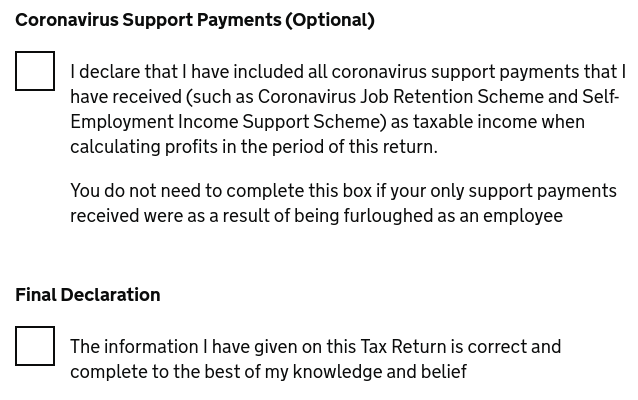 Coronavirus Support Payments (Optional)
I declare that I have included all coronavirus support payments that I
have received (such as Coronavirus Job Retention Scheme and Self-
Employment Income Support Scheme) as taxable income when
calculating profits in the period of this return.
You do not need to complete this box if your only support payments
received were as a result of being furloughed as an employee
Final Declaration
The information I have given on this Tax Return is correct and
complete to the best of my knowledge and belief